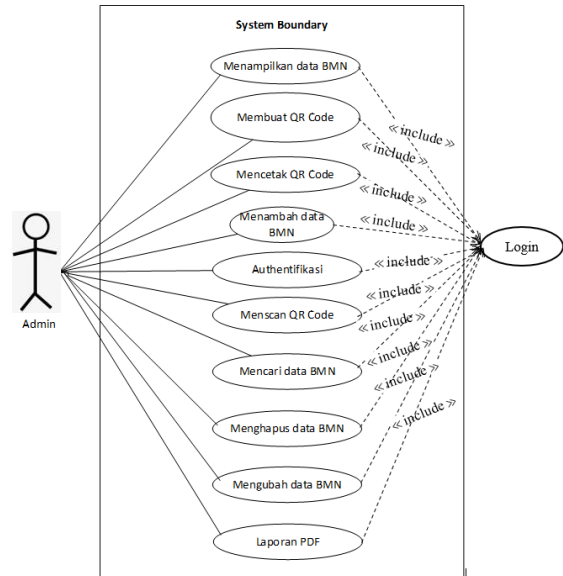 System Boundary
Menampilkan data BMN
Membuat QR Code
<< include >>
<< include >>
Mencetak QR Code
<< include >>
Menambah data
BMN
<< include >>
Login
Authentifikasi
<< include >>
Menscan QR Code
<< include >>
Admin
<< include >>
Mencari data BMN
<< include >>
<< include >>
Menghapus data BMN
<< include >>
Mengubah data BMN
Laporan PDF